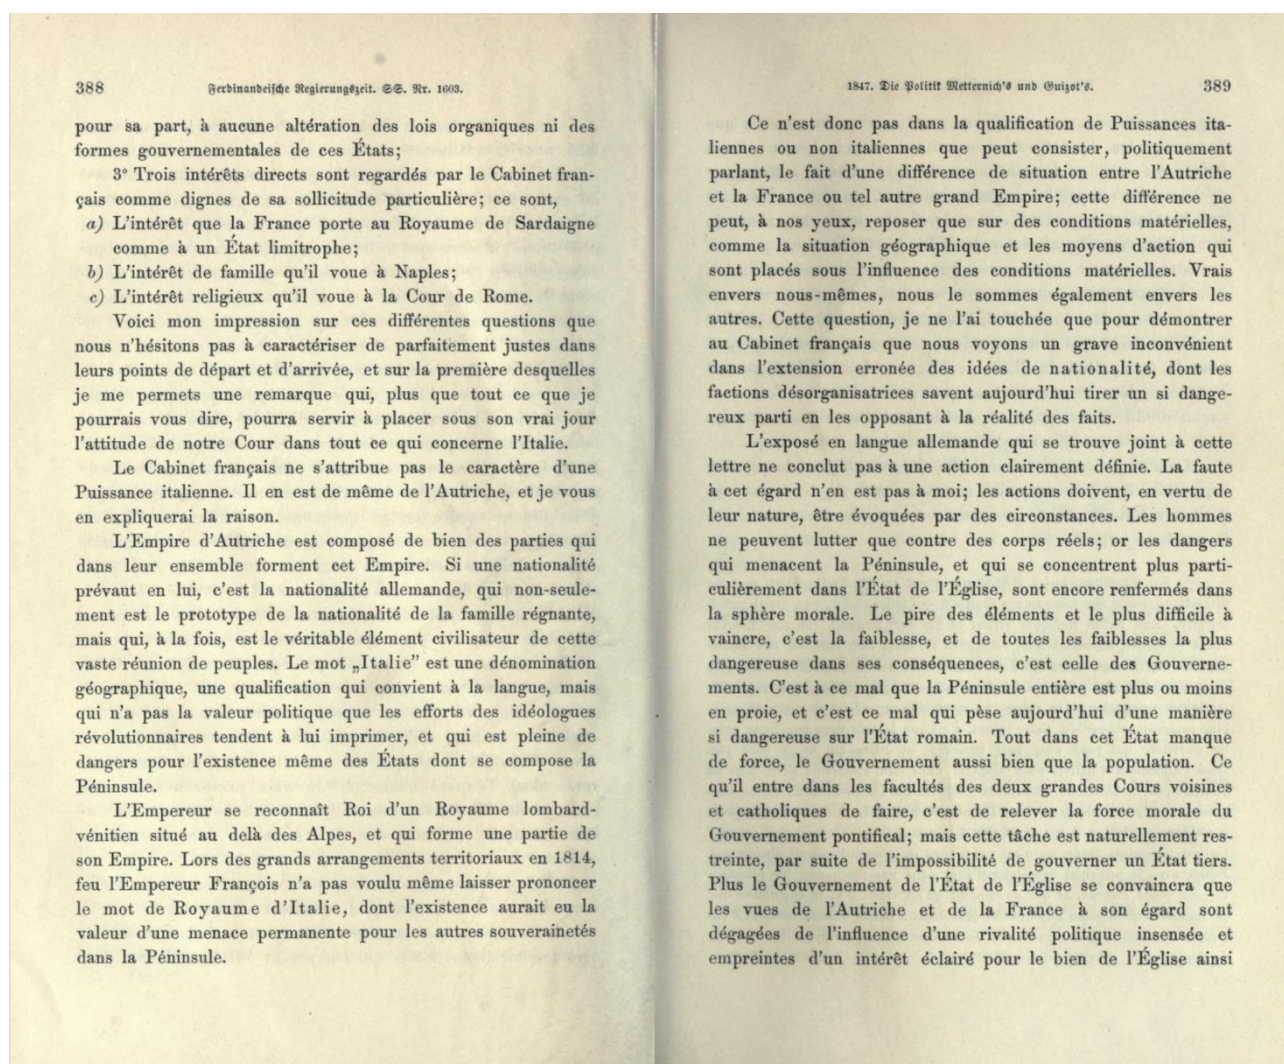 388 Ferdinandeische Regierungszeit. SS. Nr. 1603.
pour sa part, à aucune altération des lois organiques ni des
formes gouvernementales de ces États;
3° Trois intérêts directs sont regardés par le Cabinet fran-
çais comme dignes de sa sollicitude particulière; ce sont,
a) L'intérêt que la France porte au Royaume de Sardaigne
comme à un État limitrophe;
b) L'intérêt de famille qu'il voue à Naples;
c) L'intérêt religieux qu'il voue à la Cour de Rome.
Voici mon impression sur ces différentes questions que
nous n'hésitons pas à caractériser de parfaitement justes dans
leurs points de départ et d'arrivée, et sur la première desquelles
je me permets une remarque qui, plus que tout ce que je
pourrais vous dire, pourra servir à placer sous son vrai jour
l'attitude de notre Cour dans tout ce qui concerne l'Italie.
Le Cabinet français ne s'attribue pas le caractère d'une
Puissance italienne. Il en est de même de l'Autriche, et je vous
en expliquerai la raison.
L'Empire d'Autriche est composé de bien des parties qui
dans leur ensemble forment cet Empire. Si une nationalité
prévaut en lui, c'est la nationalité allemande, qui non-seule-
ment est le prototype de la nationalité de la famille régnante,
mais qui, à la fois, est le véritable élément civilisateur de cette
vaste réunion de peuples. Le mot „Italie” est une dénomination
géographique, une qualification qui convient à la langue, mais
qui n'a pas la valeur politique que les efforts des idéologues
révolutionnaires tendent à lui imprimer, et qui est pleine de
dangers pour l'existence même des États dont se compose la
Péninsule.
L'Empereur se reconnaît Roi d'un Royaume lombard-
vénitien situé au delà des Alpes, et qui forme une partie de
son Empire. Lors des grands arrangements territoriaux en 1814,
feu l'Empereur François n'a pas voulu même laisser prononcer
le mot de Royaume d'Italie, dont l'existence aurait eu la
valeur d'une menace permanente pour les autres souverainetés
dans la Péninsule.
1847. Die Politik Metternich's und Guizot's. 389
Ce n'est donc pas dans la qualification de Puissances ita-
liennes ou non italiennes que peut consister, politiquement
parlant, le fait d'une différence de situation entre l'Autriche
et la France ou tel autre grand Empire; cette différence ne
peut, à nos yeux, reposer que sur des conditions matérielles,
comme la situation géographique et les moyens d'action qui
sont placés sous l'influence des conditions matérielles. Vrais
envers nous-mêmes, nous le sommes également envers les
autres. Cette question, je ne l'ai touchée que pour démontrer
au Cabinet français que nous voyons un grave inconvénient
dans l'extension erronée des idées de nationalité, dont les
factions désorganisatrices savent aujourd'hui tirer un si dange-
reux parti en les opposant à la réalité des faits.
L'exposé en langue allemande qui se trouve joint à cette
lettre ne conclut pas à une action clairement définie. La faute
à cet égard n'en est pas à moi; les actions doivent, en vertu de
leur nature, être évoquées par des circonstances. Les hommes
ne peuvent lutter que contre des corps réels; or les dangers
qui menacent la Péninsule, et qui se concentrent plus parti-
culièrement dans l'État de l'Église, sont encore renfermés dans
la sphère morale. Le pire des éléments et le plus difficile à
vaincre, c'est la faiblesse, et de toutes les faiblesses la plus
dangereuse dans ses conséquences, c'est celle des Gouverne-
ments. C'est à ce mal que la Péninsule entière est plus ou moins
en proie, et c'est ce mal qui pèse aujourd'hui d'une manière
si dangereuse sur l'État romain. Tout dans cet État manque
de force, le Gouvernement aussi bien que la population. Ce
qu'il entre dans les facultés des deux grandes Cours voisines
et catholiques de faire, c'est de relever la force morale du
Gouvernement pontifical; mais cette tâche est naturellement res-
treinte, par suite de l'impossibilité de gouverner un État tiers.
Plus le Gouvernement de l'État de l'Église se convaincra que
les vues de l'Autriche et de la France à son égard sont
dégagées de l'influence d'une rivalité politique insensée et
empreintes d'un intérêt éclairé pour le bien de l'Église ainsi